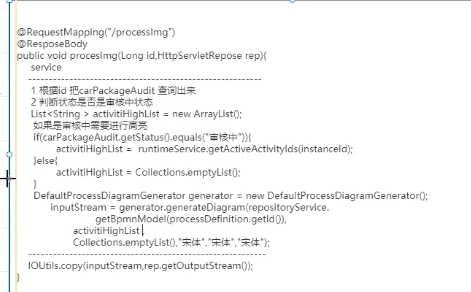 @RequestMapping("/processImg")
@ResposeBody
public void procesImg(Long id,HttpServletRepose rep){
service
------------------------------------------------------
1 根据id 把carPackageAudit 查询出来
2 判断状态是否是审核中状态
List<String > activitiHighList = new ArrayList();
如果是审核中需要进行高亮
if(carPackageAudit.getStatus().equals("审核中")){
activitiHighList = runtimeService.getActiveActivityIds(instanceId);
}else{
activitiHighList = Collections.emptyList();
}
DefaultProcessDiagramGenerator generator = new DefaultProcessDiagramGenerator();
inputStream = generator.generateDiagram(repositoryService.
getBpmnModel(processDefinition.getId()),
activitiHighList ,
Collections.emptyList(),"宋体","宋体","宋体");
-------------------------------------------------------
IOUtils.copy(inputStream,rep.getOutputStream());
}